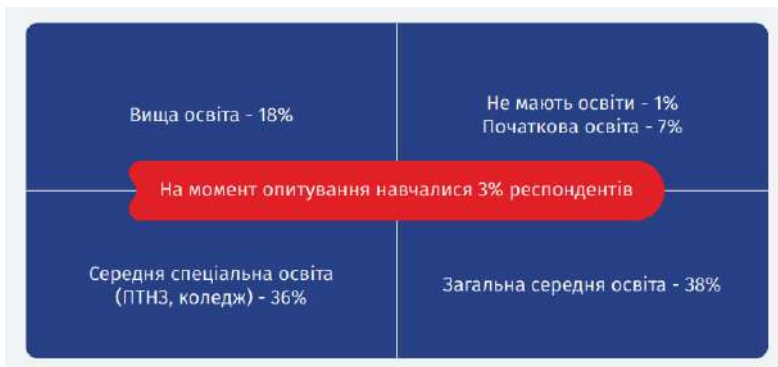 Вища освіта - 18%
Не мають освіти - 1%
Початкова освіта - 7%
На момент опитування навчалися 3% респондентів
Середня спеціальна освіта
(ПТНЗ, коледж) - 36%
Загальна середня освіта - 38%